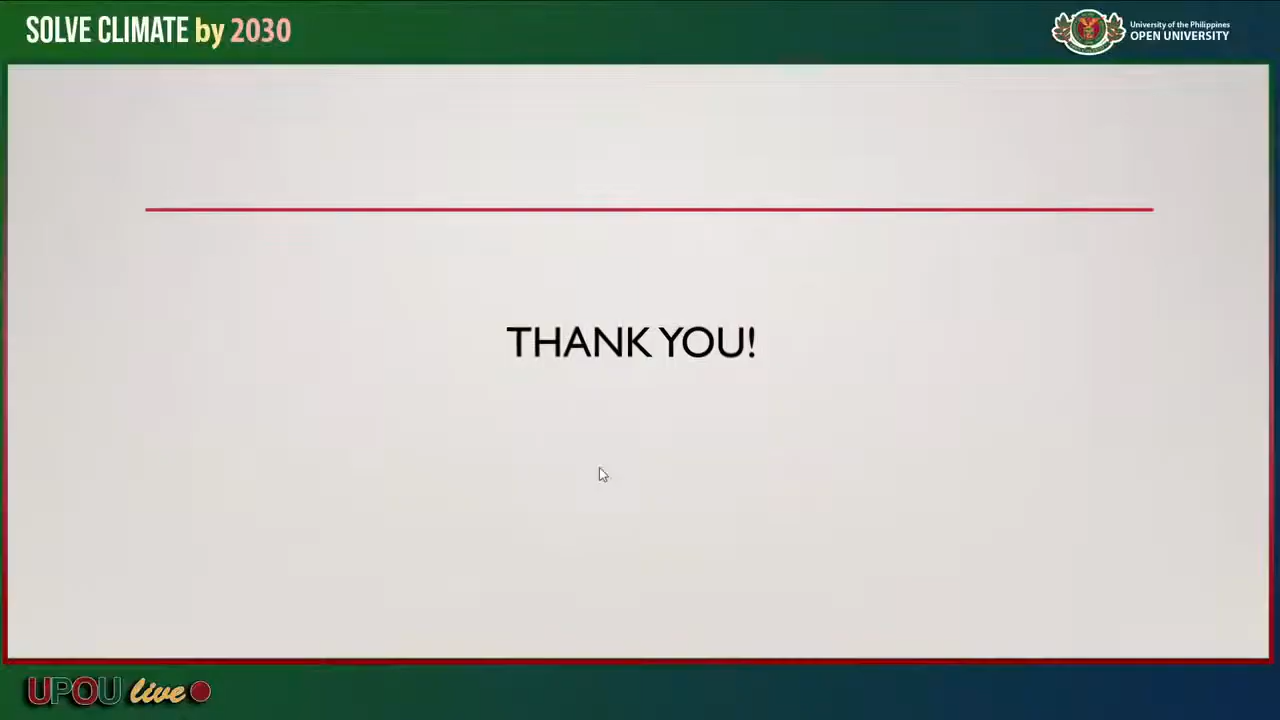 SOLVE CLIMATE by 2030
University of the Philippines
OPEN UNIVERSITY
THANK YOU!
UPOU live